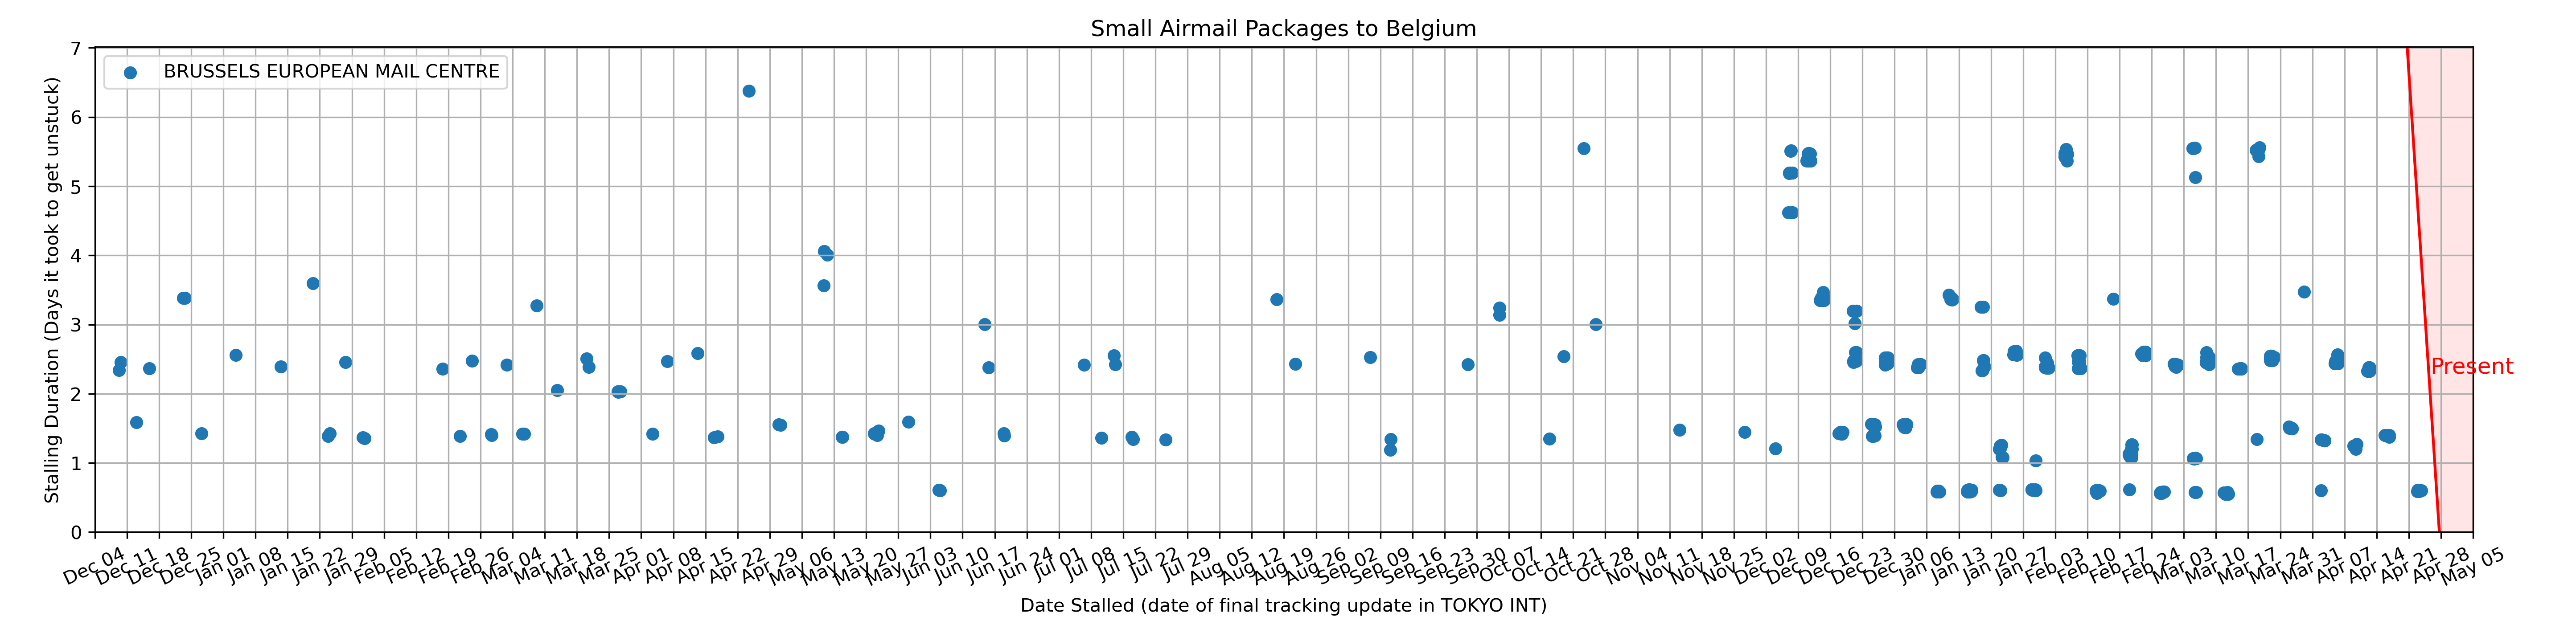 Small Airmail Packages to Belgium
BRUSSELS EUROPEAN MAIL CENTRE
Stalling Duration (Days it took to get unstuck)
7
6
5
4
3
2
1
0
Present
Dec 04 Dec 11 Dec 18 Dec 25 Jan 01 Jan 08 Jan 15 Jan 22 Jan 29 Feb 05 Feb 12 Feb 19 Feb 26 Mar 04 Mar 11 Mar 18 Mar 25 Apr 01 Apr 08 Apr 15 Apr 22 Apr 29 May 06 May 13 May 20 May 27 Jun 03 Jun 10 Jun 17 Jun 24 Jul 01 Jul 08 Jul 15 Jul 22 Jul 29 Aug 05 Aug 12 Aug 19 Aug 26 Sep 02 Sep 09 Sep 16 Sep 23 Sep 30 Oct 07 Oct 14 Oct 21 Oct 28 Nov 04 Nov 11 Nov 18 Nov 25 Dec 02 Dec 09 Dec 16 Dec 23 Dec 30 Jan 06 Jan 13 Jan 20 Jan 27 Feb 03 Feb 10 Feb 17 Feb 24 Mar 03 Mar 10 Mar 17 Mar 24 Mar 31 Apr 07 Apr 14 Apr 21 Apr 28 May 05
Date Stalled (date of final tracking update in TOKYO INT)